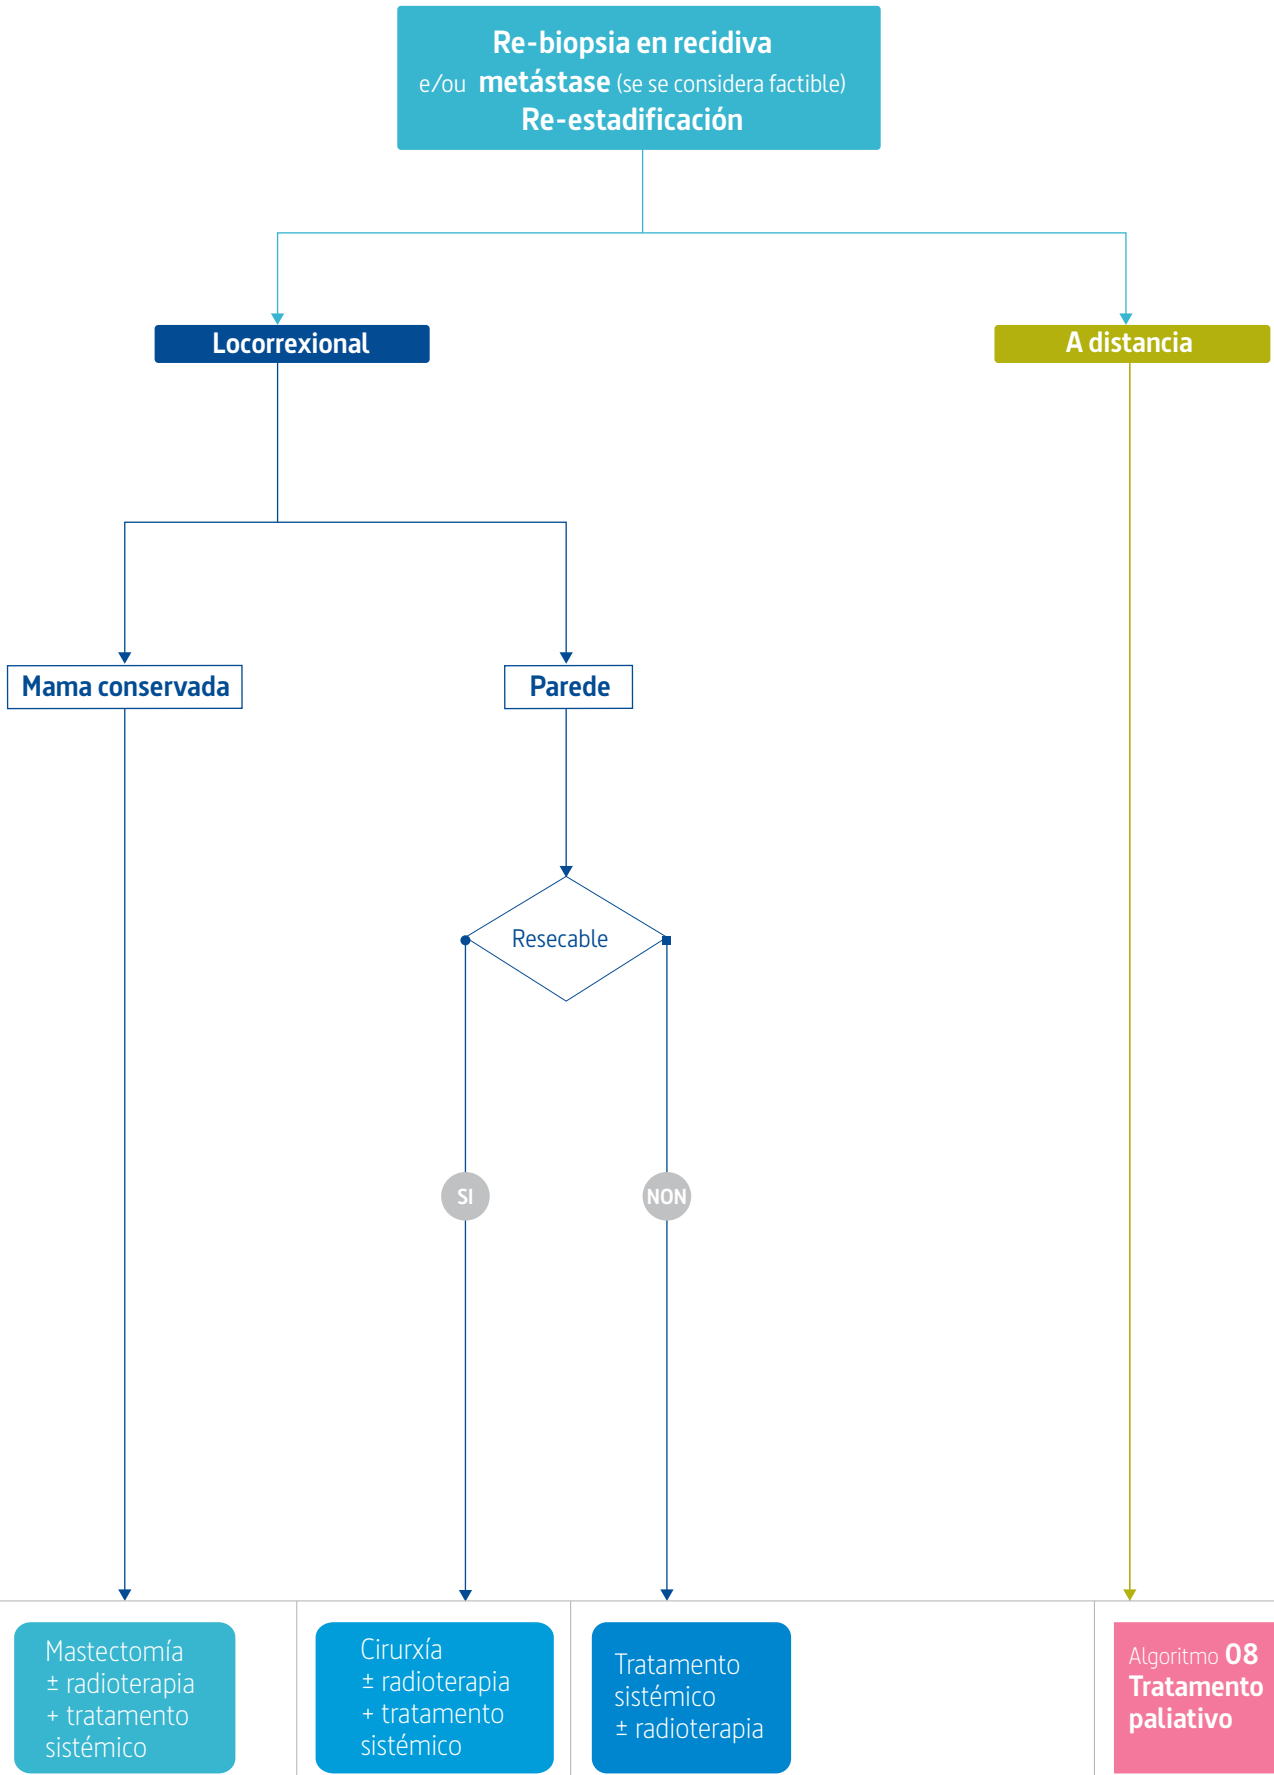 Re-biopsia en recidiva
e/ou metástase (se se considera factible)
Re-estadificación
Locorrexional
A distancia
Mama conservada
Parede
Resecable
SI
NON
Mastectomía
± radioterapia
+ tratamento
sistémico
Cirurxía
± radioterapia
+ tratamento
sistémico
Tratamento
sistémico
± radioterapia
Algoritmo 08
Tratamento
paliativo